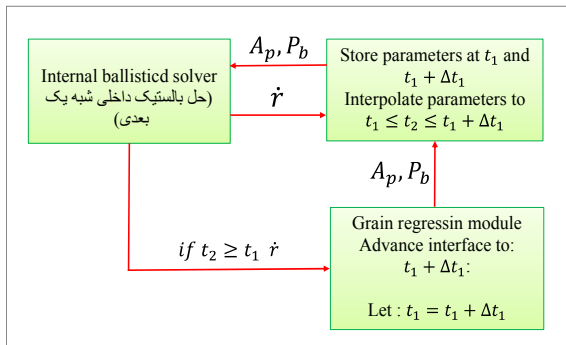 A_p, P_b
Internal ballisticd solver
(حل بالستیک داخلی شبه یک
بعدی)
ṙ
Store parameters at t_1 and
t_1 + Δt_1
Interpolate parameters to
t_1 ≤ t_2 ≤ t_1 + Δt_1
A_p, P_b
if t_2 ≥ t_1 ṙ
Grain regressin module
Advance interface to:
t_1 + Δt_1:
Let : t_1 = t_1 + Δt_1